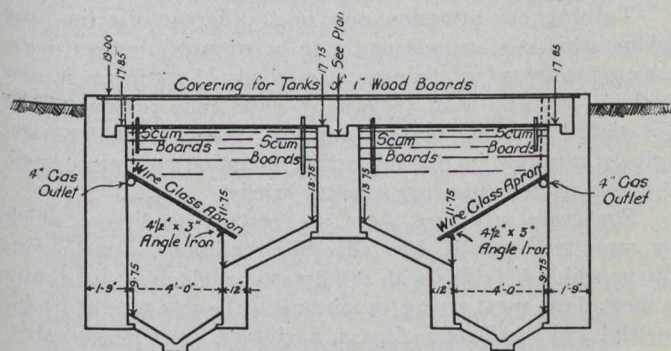 19.00
17.85
17.75
See Plan
17.85
Covering for Tanks of 1" Wood Boards
Scum Boards
Scum Boards
Scum Boards
Scum Boards
4" Gas Outlet
Wire Glass Apron
11.75
13.75
13.75
11.75
Wire Glass Apron
4" Gas Outlet
4½" x 3" Angle Iron
4½" x 3" Angle Iron
1'-9"
9.75
4'-0"
12"
12"
4'-0"
9.75
1'-9"